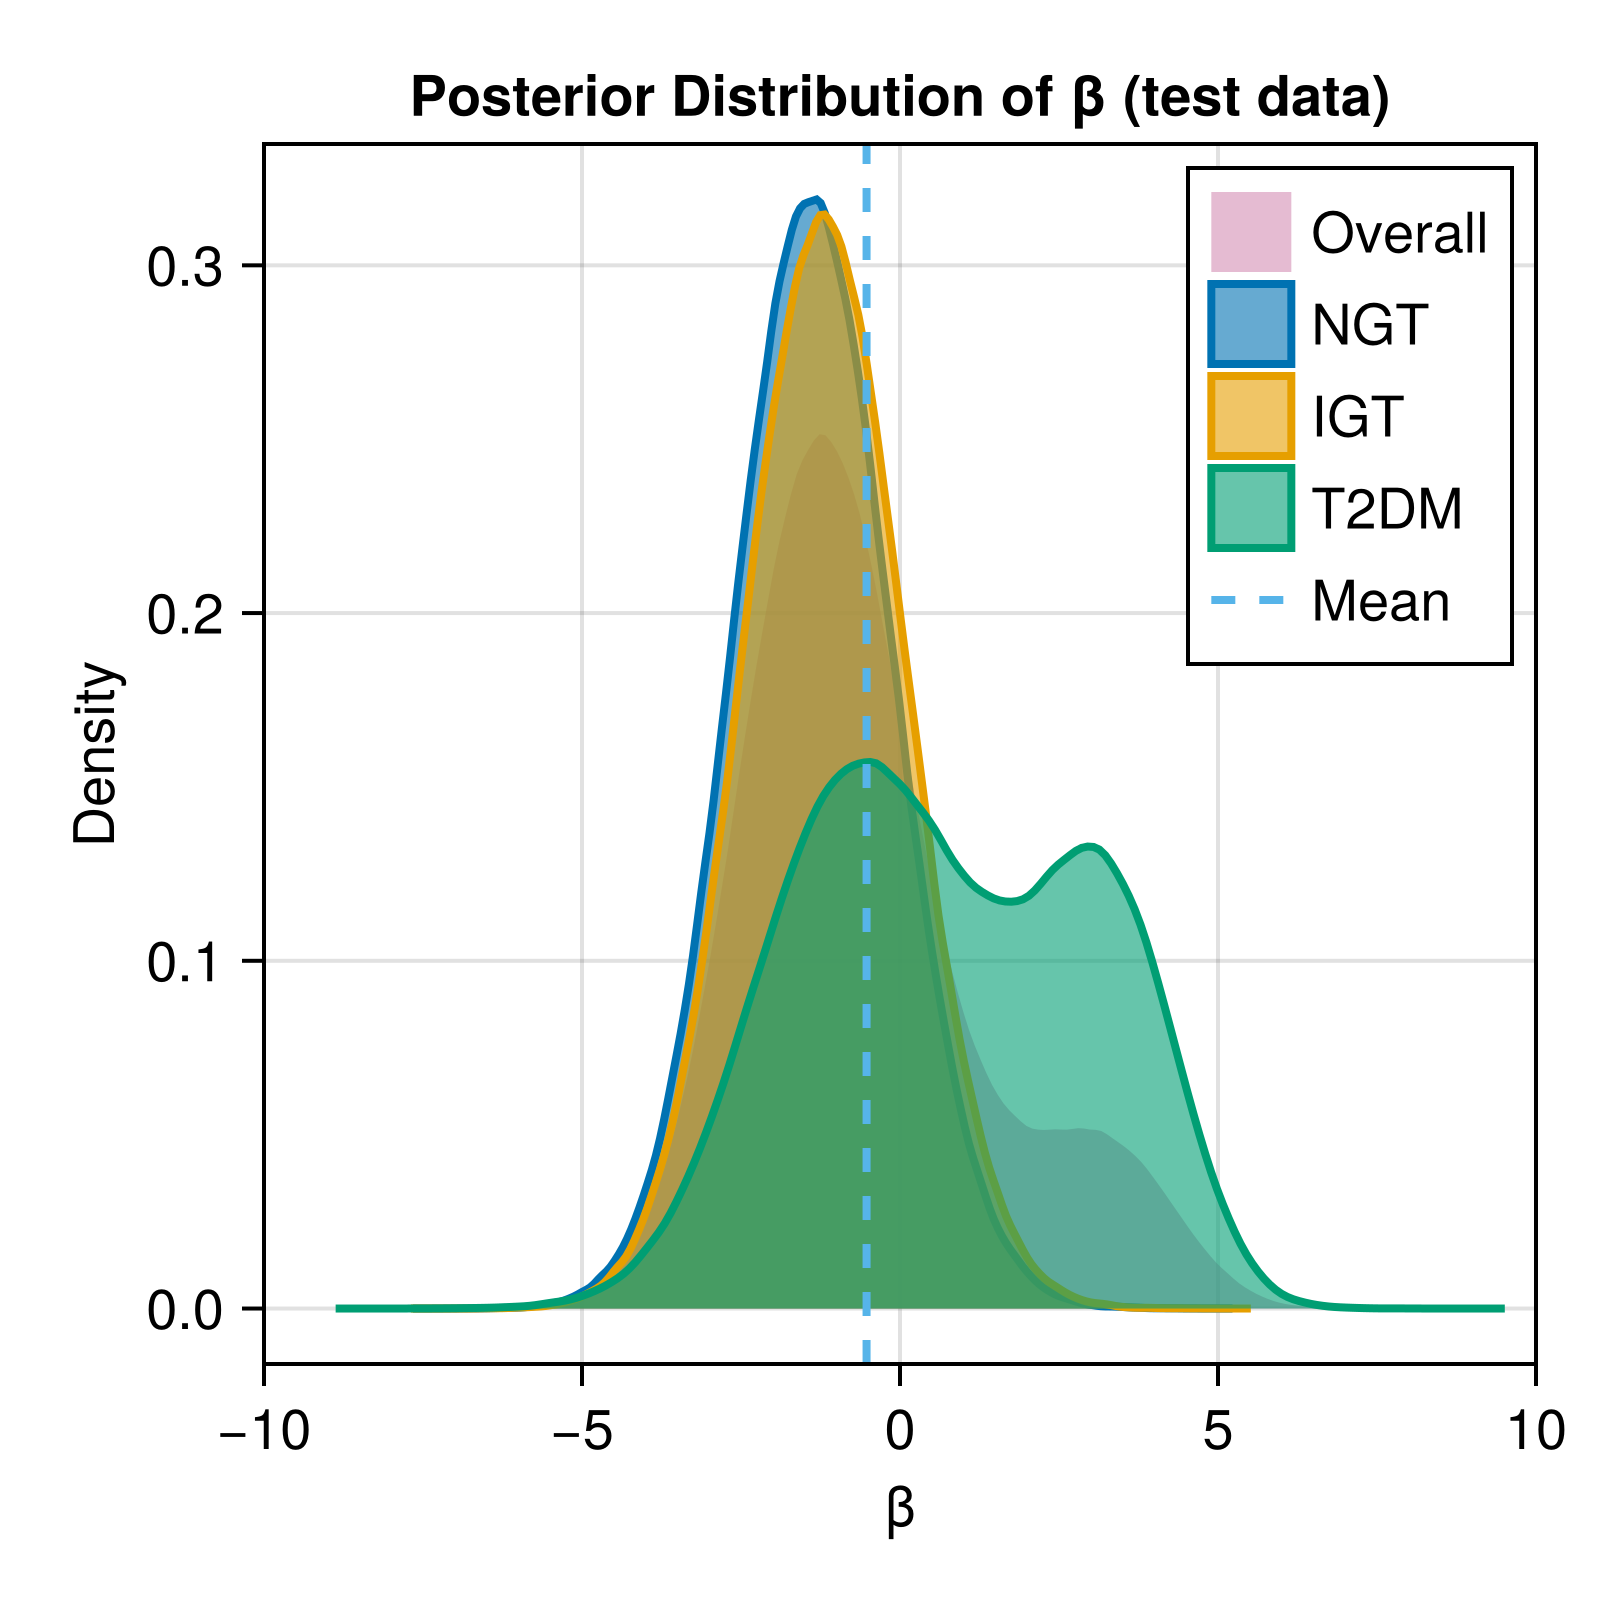 Posterior Distribution of β (test data)
Overall
NGT
IGT
T2DM
Mean
Density
0.3
0.2
0.1
0.0
−10
−5
0
5
10
β